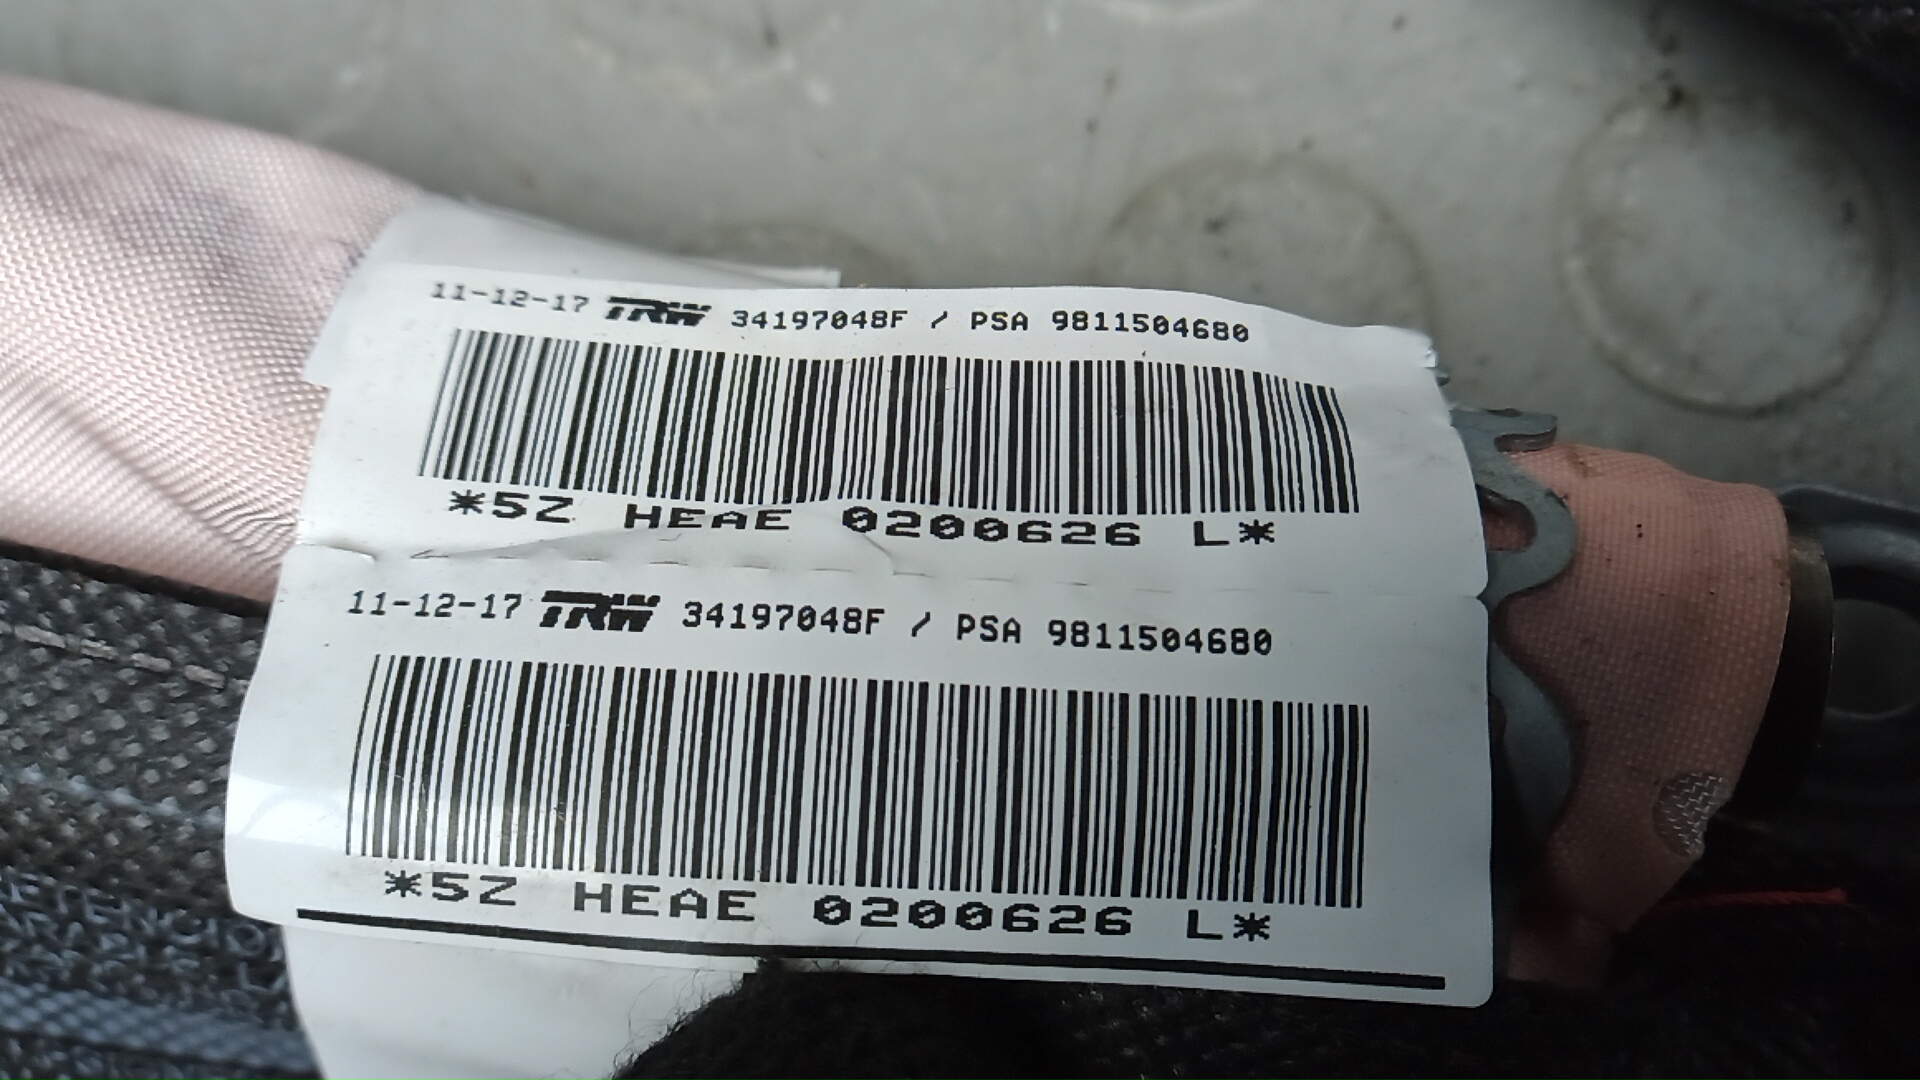 11-12-17 TRW 34197048F / PSA 9811504680
*5Z HEAE 0200626 L*
11-12-17 TRW 34197048F / PSA 9811504680
*5Z HEAE 0200626 L*